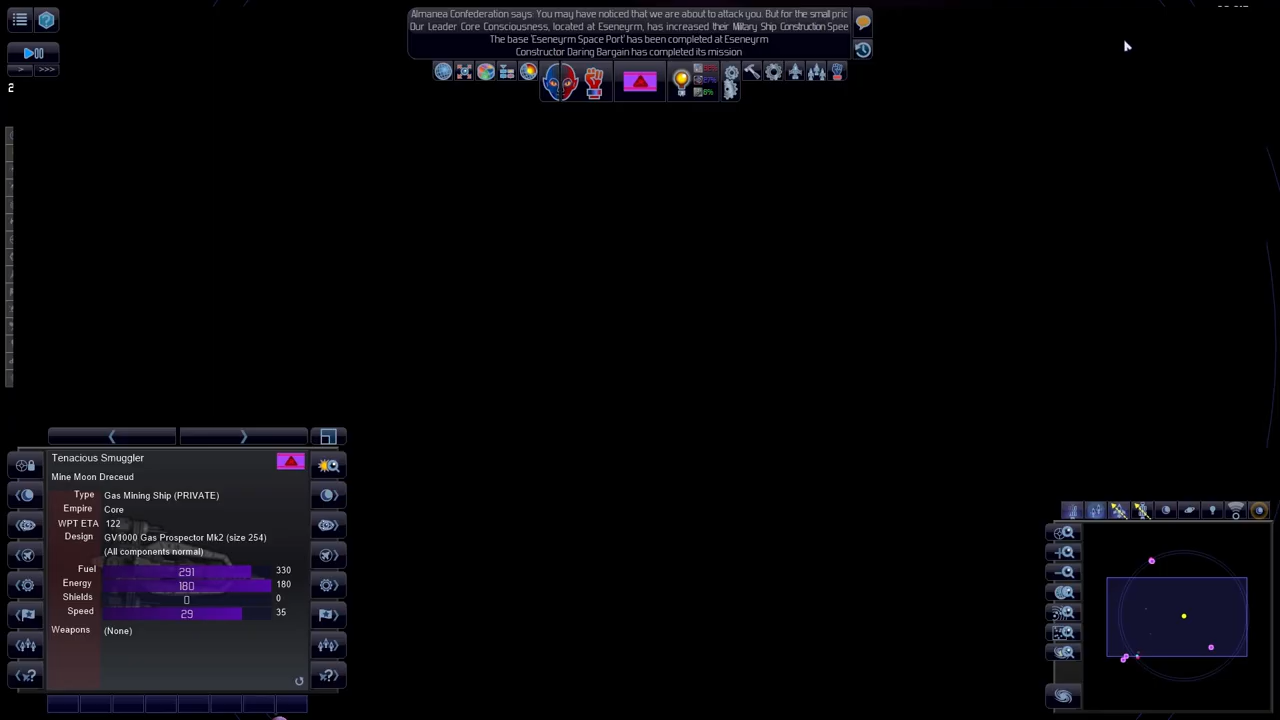 Almanea Confederation says: You may have noticed that we are about to attack you. But for the small pric
Our Leader Core Consciousness, located at Eseneyrm, has increased their Military Ship Construction Spee
The base 'Eseneyrm Space Port' has been completed at Eseneyrm
Constructor Daring Bargain has completed its mission
> >>>
2
6%
Tenacious Smuggler
Mine Moon Dreceud
Type Gas Mining Ship (PRIVATE)
Empire Core
WPT ETA 122
Design GV1000 Gas Prospector Mk2 (size 254)
(All components normal)
Fuel 291 330
Energy 180 180
Shields 0 0
Speed 29 35
Weapons (None)